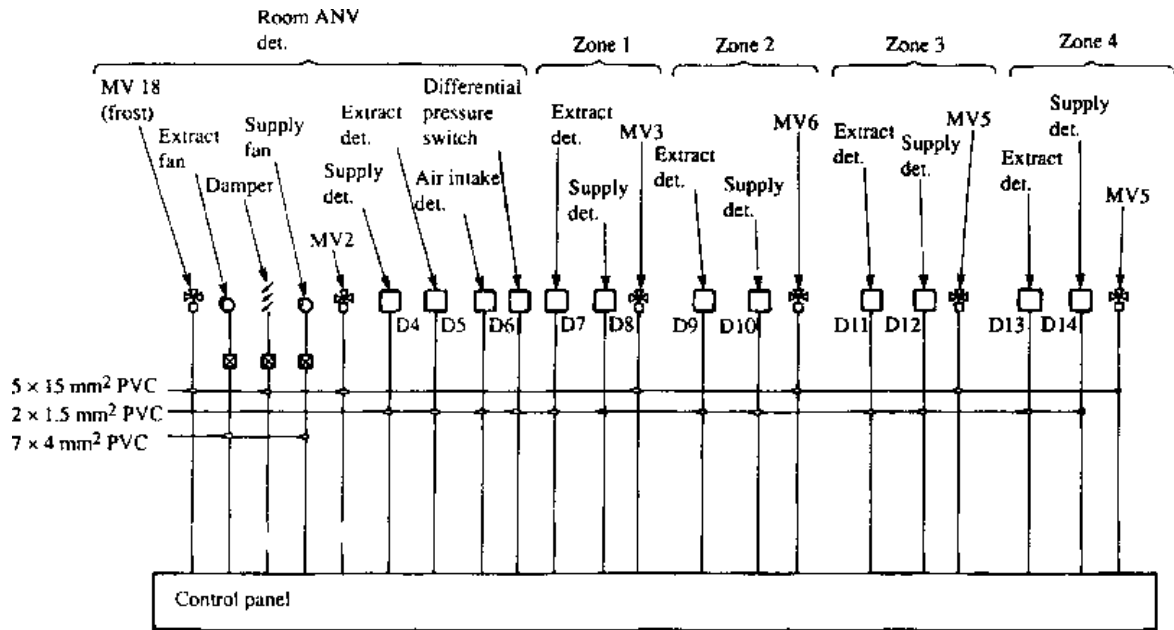 Room ANV
det.
Zone 1
Zone 2
Zone 3
Zone 4
MV 18
(frost)
Extract
fan
Damper
Supply
fan
MV2
Supply
det.
Extract
det.
Air intake
det.
Differential
pressure
switch
Extract
det.
Supply
det.
MV3
Extract
det.
Supply
det.
MV6
Extract
det.
Supply
det.
MV5
Extract
det.
Supply
det.
MV5
D4
D5
D6
D7
D8
D9
D10
D11
D12
D13
D14
5 × 15 mm² PVC
2 × 1.5 mm² PVC
7 × 4 mm² PVC
Control panel